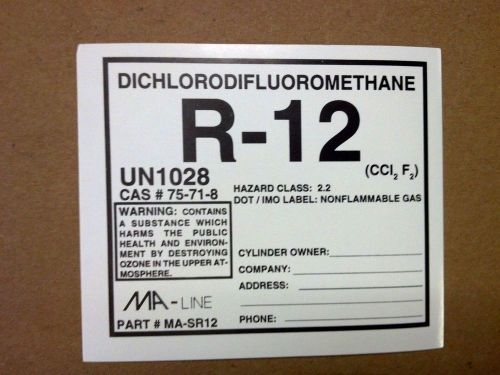 DICHLORODIFLUOROMETHANE
R-12
(CCl₂ F₂)
UN1028
CAS # 75-71-8
HAZARD CLASS: 2.2
DOT / IMO LABEL: NONFLAMMABLE GAS
WARNING: CONTAINS
A SUBSTANCE WHICH
HARMS THE PUBLIC
HEALTH AND ENVIRON-
MENT BY DESTROYING
OZONE IN THE UPPER AT-
MOSPHERE.
CYLINDER OWNER:
COMPANY:
ADDRESS:
PHONE:
MA-LINE
PART # MA-SR12